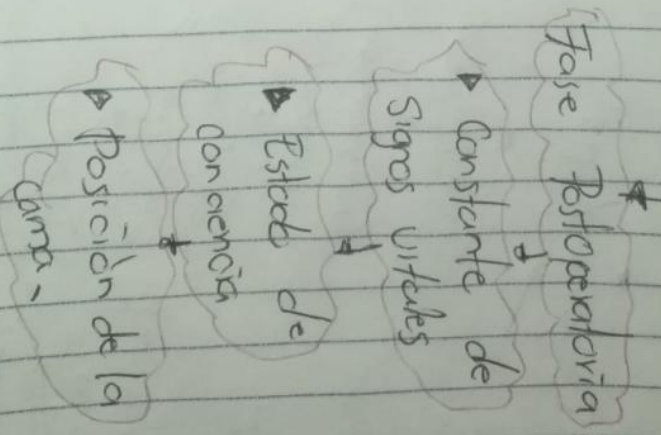 Fase Postoperatoria
Constante de
Signos vitales
Estado de
conciencia
Posición de la
cama,